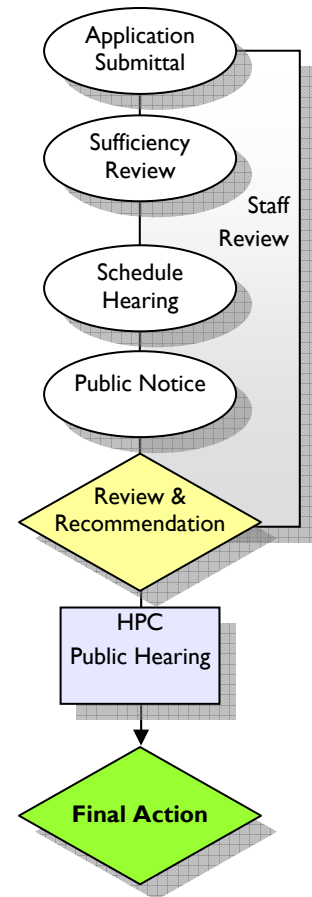 Application
Submittal
Sufficiency
Review
Staff
Review
Schedule
Hearing
Public Notice
Review &
Recommendation
HPC
Public Hearing
Final Action